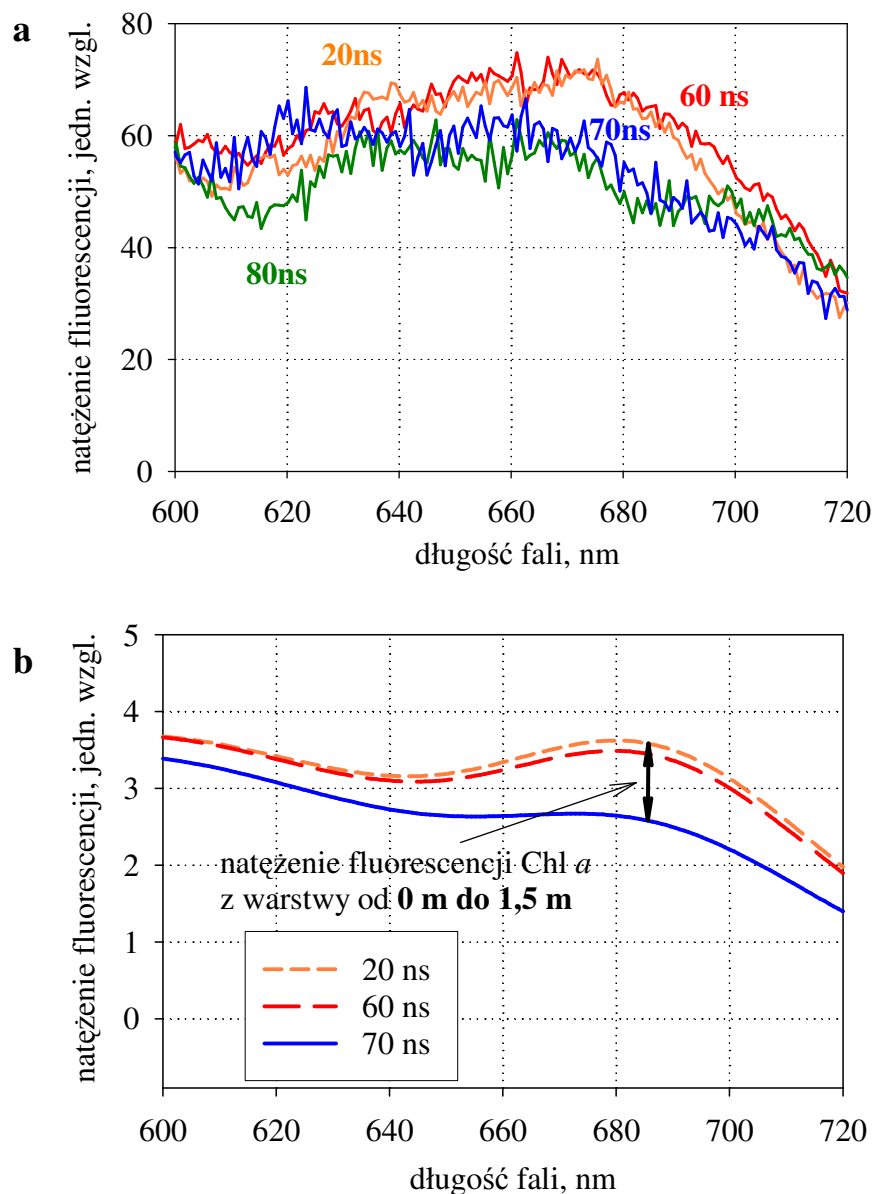 a
natężenie fliuorescencji, jedn. wzgl.
80
60
40
20
0
20ns
60 ns
70ns
80ns
600 620 640 660 680 700 720
długość fali, nm
b
natężenie fluorescencji, jedn. wzgl.
5
4
3
2
1
0
natężenie fluorescencji Chl a
z warstwy od 0 m do 1,5 m
20 ns
60 ns
70 ns
600 620 640 660 680 700 720
długość fali, nm